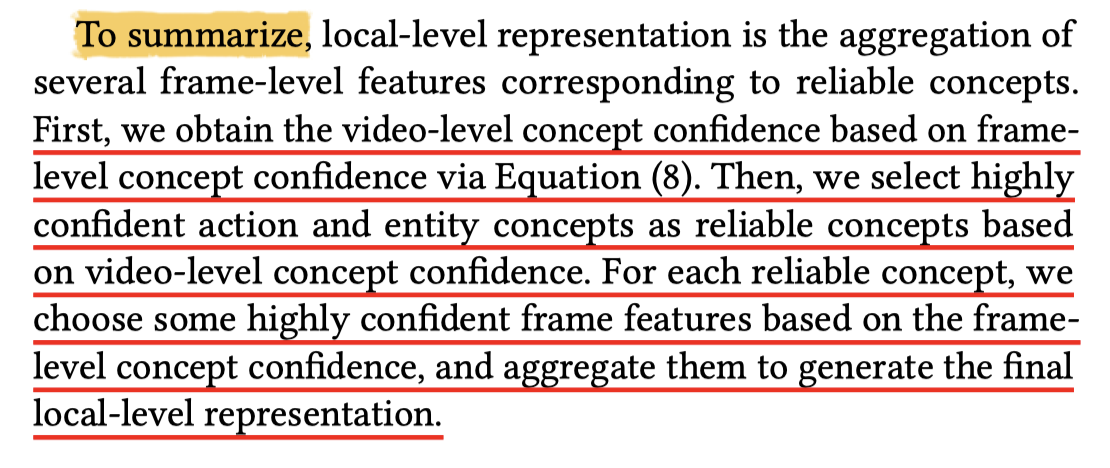 To summarize, local-level representation is the aggregation of
several frame-level features corresponding to reliable concepts.
First, we obtain the video-level concept confidence based on frame-
level concept confidence via Equation (8). Then, we select highly
confident action and entity concepts as reliable concepts based
on video-level concept confidence. For each reliable concept, we
choose some highly confident frame features based on the frame-
level concept confidence, and aggregate them to generate the final
local-level representation.